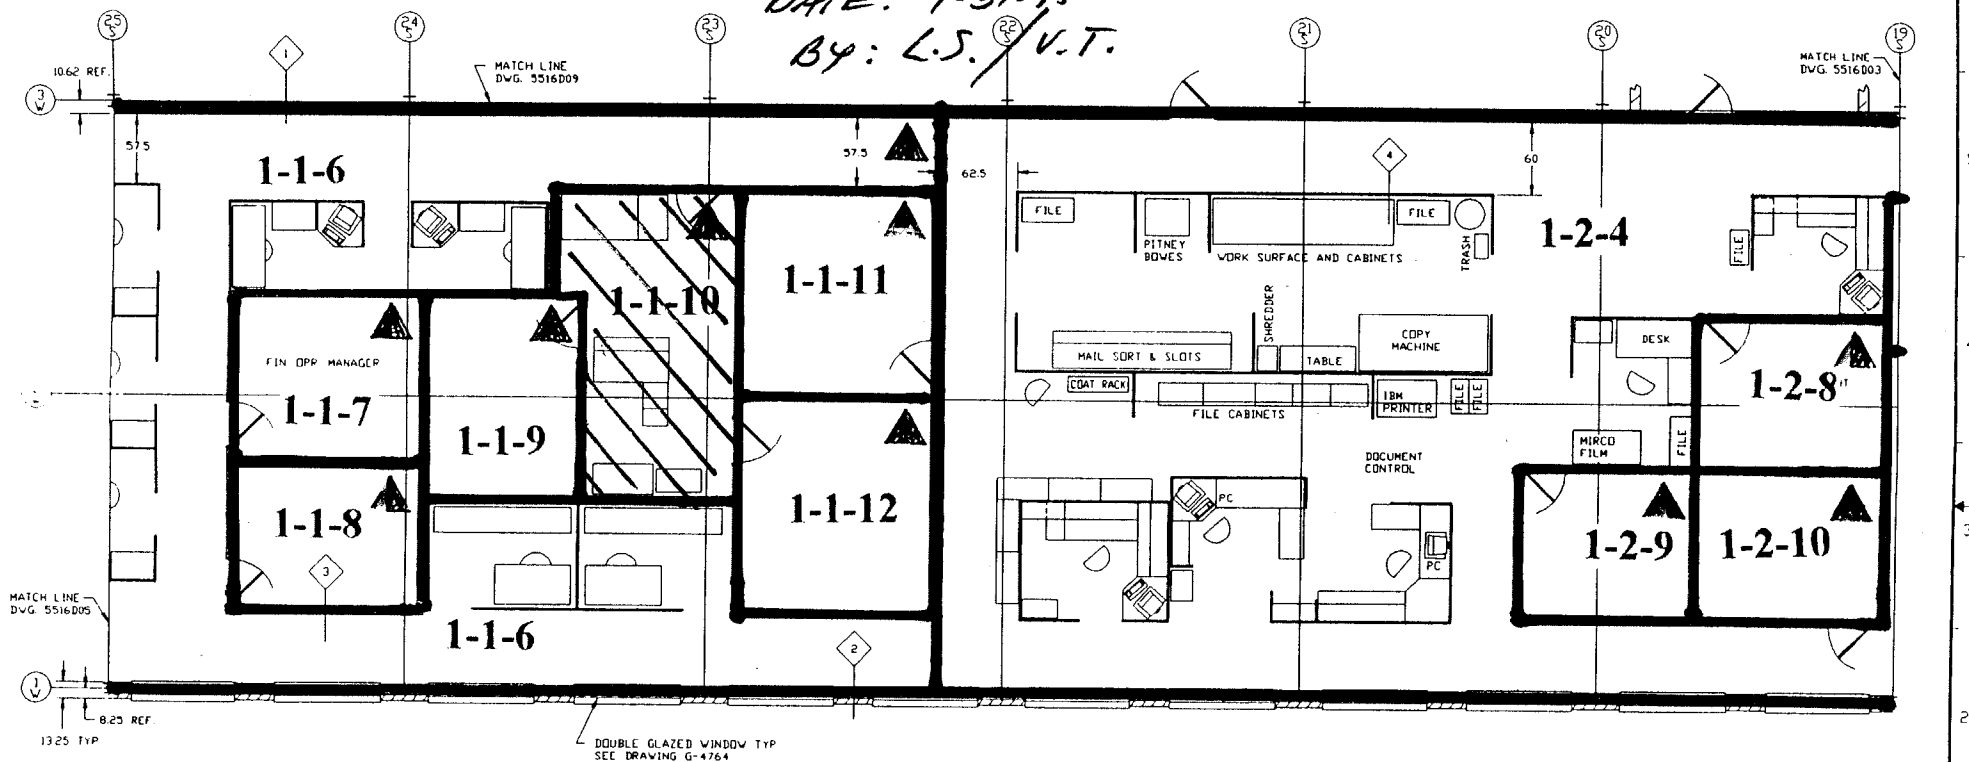 DATE:
BY: L.S./V.T.
25
S
24
S
23
S
22
S
21
S
20
S
19
S
1
10.62 REF.
MATCH LINE
DWG. 5516D09
MATCH LINE
DWG. 5516D03
3
W
57.5
57.5
62.5
60
4
1-1-6
1-2-4
FILE
PITNEY
BOWES
WORK SURFACE AND CABINETS
FILE
TRASH
FILE
1-1-10
1-1-11
SHREDDER
COPY
MACHINE
MAIL SORT & SLOTS
TABLE
DESK
FIN OPR MANAGER
1-1-7
1-1-9
COAT RACK
FILE CABINETS
IBM
PRINTER
FILE
FILE
1-2-8
MIRCO
FILM
FILE
DOCUMENT
CONTROL
1-1-8
1-1-12
PC
PC
1-2-9
1-2-10
3
3
MATCH LINE
DWG. 5516D05
1-1-6
2
1
W
8.25 REF.
13.25 TYP
DOUBLE GLAZED WINDOW TYP
SEE DRAWING G-4764
2